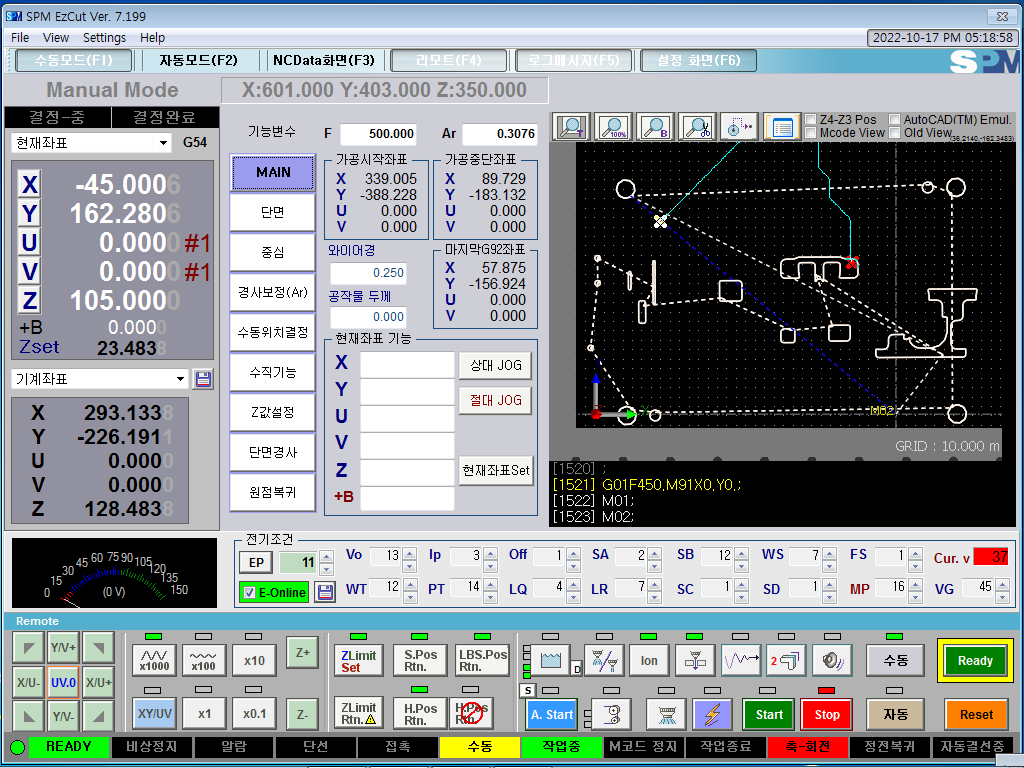 SPM EzCut Ver. 7.199
File View Settings Help
2022-10-17 PM 05:18:58
수동모드(F1) 자동모드(F2) NCData화면(F3) 리모트(F4) 로그메시지(F5) 설정 화면(F6)
SPM
Manual Mode
X:601.000 Y:403.000 Z:350.000
결정-중 결정완료
현재좌표 G54
X -45.0006
Y 162.2806
U 0.0000 #1
V 0.0000 #1
Z 105.0000
+B 0.0000
Zset 23.4838
기계좌표
X 293.1338
Y -226.1911
U 0.0000
V 0.0000
Z 128.4838
기능변수
F 500.000 Ar 0.3076
MAIN
단면
중심
경사보정(Ar)
수동위치결정
수직기능
Z값설정
단면경사
원점복귀
가공시작좌표
X 339.005
Y -388.228
U 0.000
V 0.000
가공중단좌표
X 89.729
Y -183.132
U 0.000
V 0.000
와이어경
0.250
공작물 두께
0.000
마지막G92좌표
X 57.875
Y -156.924
U 0.000
V 0.000
현재좌표 기능
X
Y
U
V
Z
+B
상대 JOG
절대 JOG
현재좌표Set
T 100% B
Z4-Z3 Pos AutoCAD(TM) Emul.
Mcode View Old View
(36.2140,-162.3483)
M02
GRID : 10.000 m
[1520] ;
[1521] G01F450,M91X0,Y0,;
[1522] M01;
[1523] M02;
0 15 30 45 60 75 90 105 120 135 150
(0 V)
전기조건
EP 11
E-Online
Vo 13 Ip 3 Off 1 SA 2 SB 12 WS 7 FS 1 Cur. v 37
WT 12 PT 14 LQ 4 LR 7 SC 1 SD 1 MP 16 VG 45
Remote
Y/V+
X/U- UV.0 X/U+
Y/V-
x1000 x100 x10 Z+
XY/UV x1 x0.1 Z-
ZLimit Set S.Pos Rtn. LBS.Pos Rtn.
ZLimit Rtn. H.Pos Rtn. H.Pos Rtn.
D Ion 2 수동 Ready
S A. Start Start Stop 자동 Reset
READY 비상정지 알람 단선 접촉 수동 작업중 M코드 정지 작업종료 축-회전 정전복귀 자동결선중